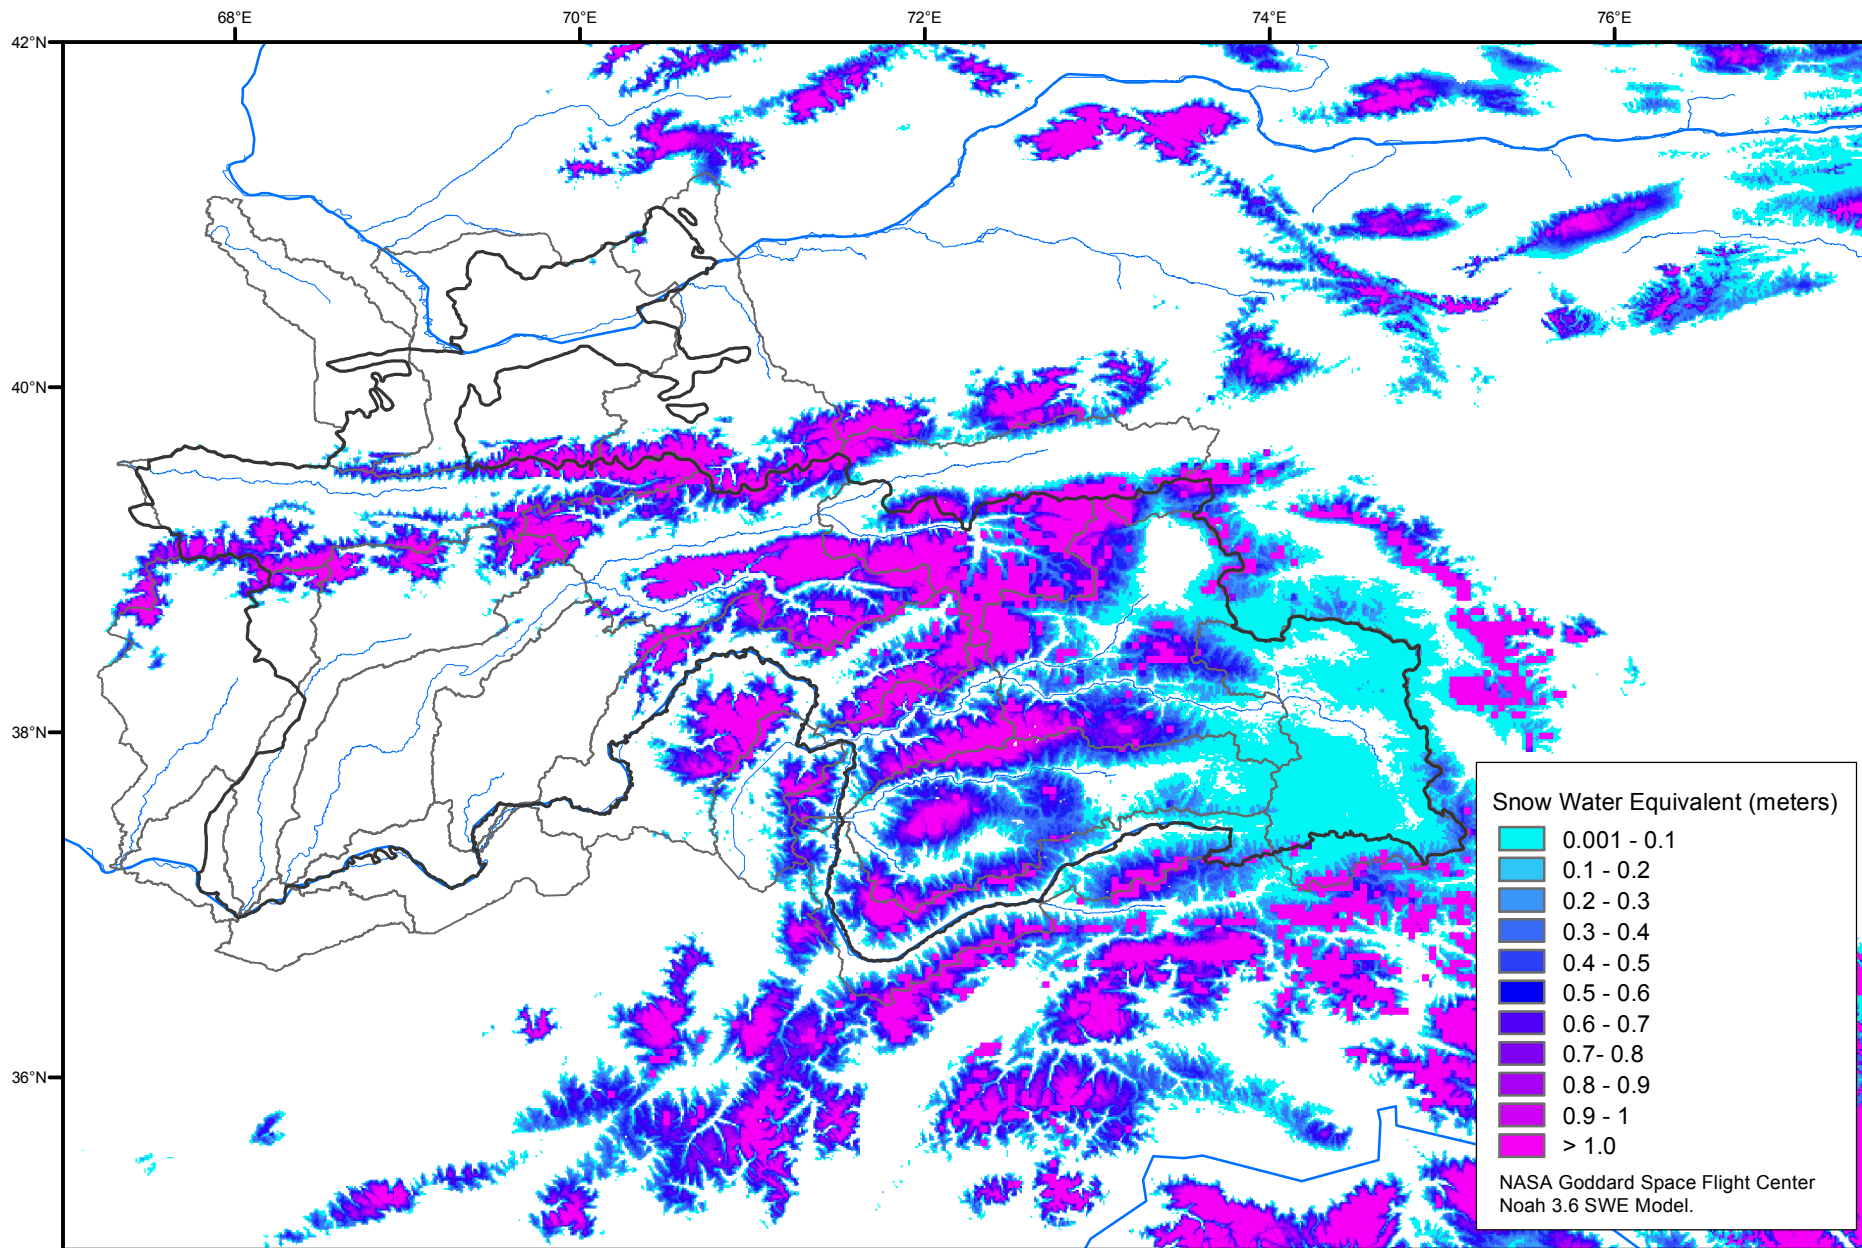 68°E
70°E
72°E
74°E
76°E
42°N
40°N
38°N
36°N
Snow Water Equivalent (meters)
0.001 - 0.1
0.1 - 0.2
0.2 - 0.3
0.3 - 0.4
0.4 - 0.5
0.5 - 0.6
0.6 - 0.7
0.7- 0.8
0.8 - 0.9
0.9 - 1
> 1.0
NASA Goddard Space Flight Center
Noah 3.6 SWE Model.